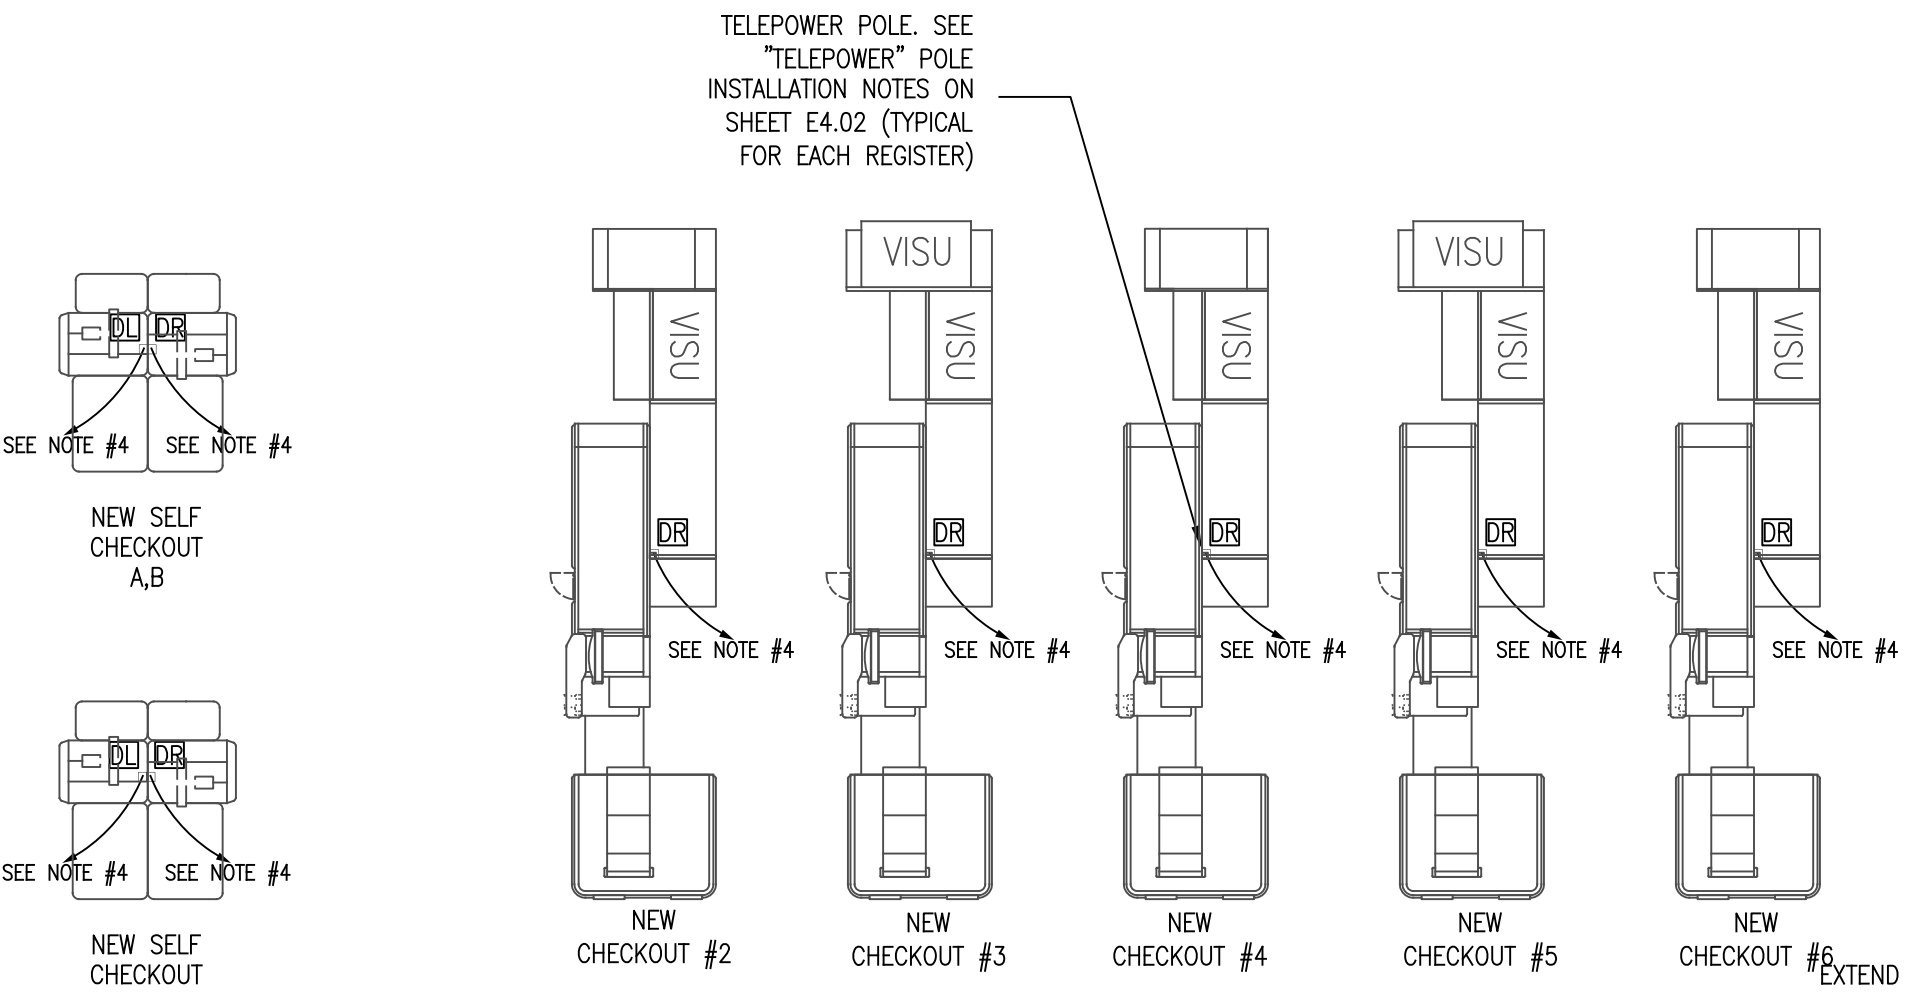 TELEPOWER POLE. SEE
"TELEPOWER" POLE
INSTALLATION NOTES ON
SHEET E4.02 (TYPICAL
FOR EACH REGISTER)
VISU
VISU
VISU
VISU
VISU
VISU
VISU
DL
DR
SEE NOTE #4
SEE NOTE #4
NEW SELF
CHECKOUT
A,B
DR
DR
DR
DR
DR
SEE NOTE #4
SEE NOTE #4
SEE NOTE #4
SEE NOTE #4
SEE NOTE #4
DL
DR
SEE NOTE #4
SEE NOTE #4
NEW SELF
CHECKOUT
NEW
CHECKOUT #2
NEW
CHECKOUT #3
NEW
CHECKOUT #4
NEW
CHECKOUT #5
NEW
CHECKOUT #6
EXTEND